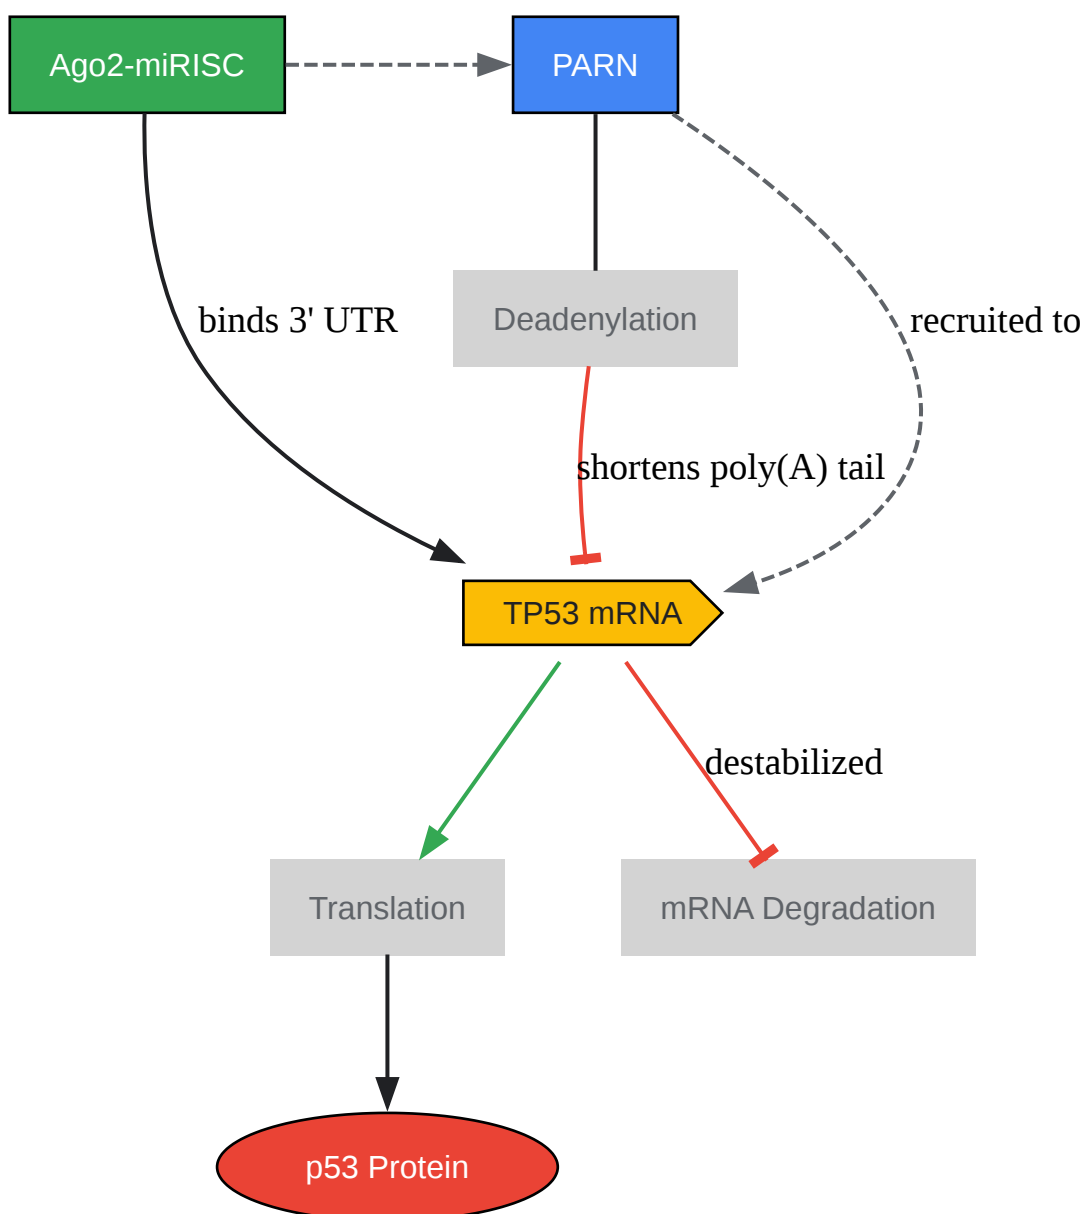 Ago2-miRISC
PARN
binds 3' UTR
Deadenylation
recruited to
shortens poly(A) tail
TP53 mRNA
destabilized
Translation
mRNA Degradation
p53 Protein